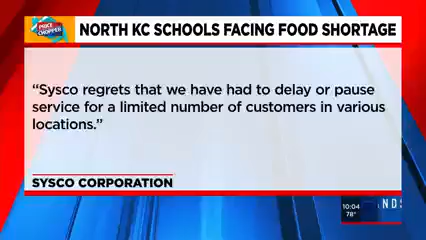 PRICE
CHOPPER
NORTH KC SCHOOLS FACING FOOD SHORTAGE
“Sysco regrets that we have had to delay or pause
service for a limited number of customers in various
locations.”
SYSCO CORPORATION
10:04
78°
NDS